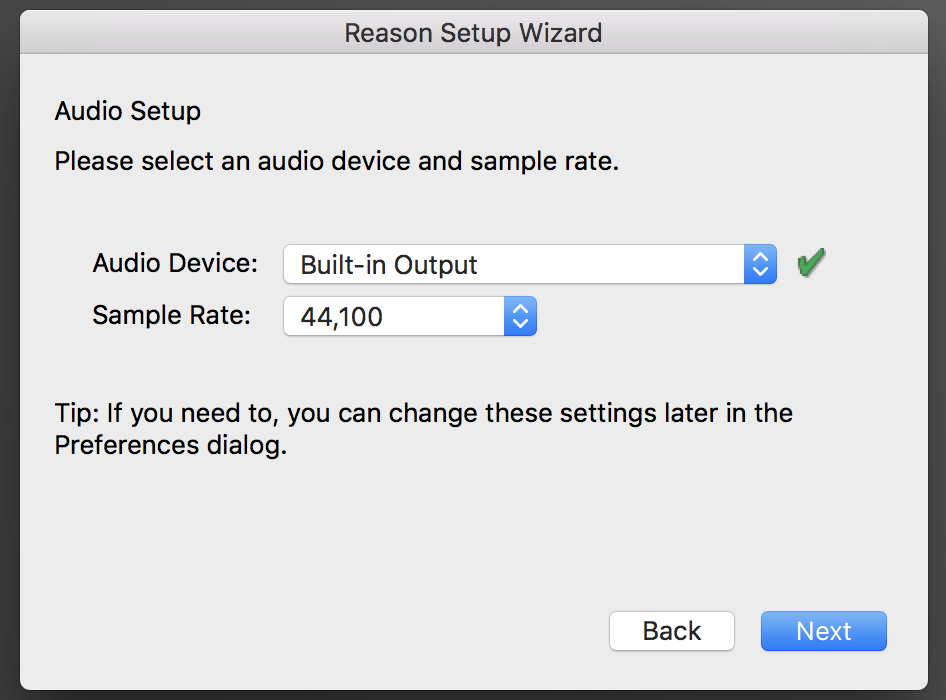 Reason Setup Wizard
Audio Setup
Please select an audio device and sample rate.
Audio Device: Built-in Output
Sample Rate: 44,100
Tip: If you need to, you can change these settings later in the
Preferences dialog.
Back Next